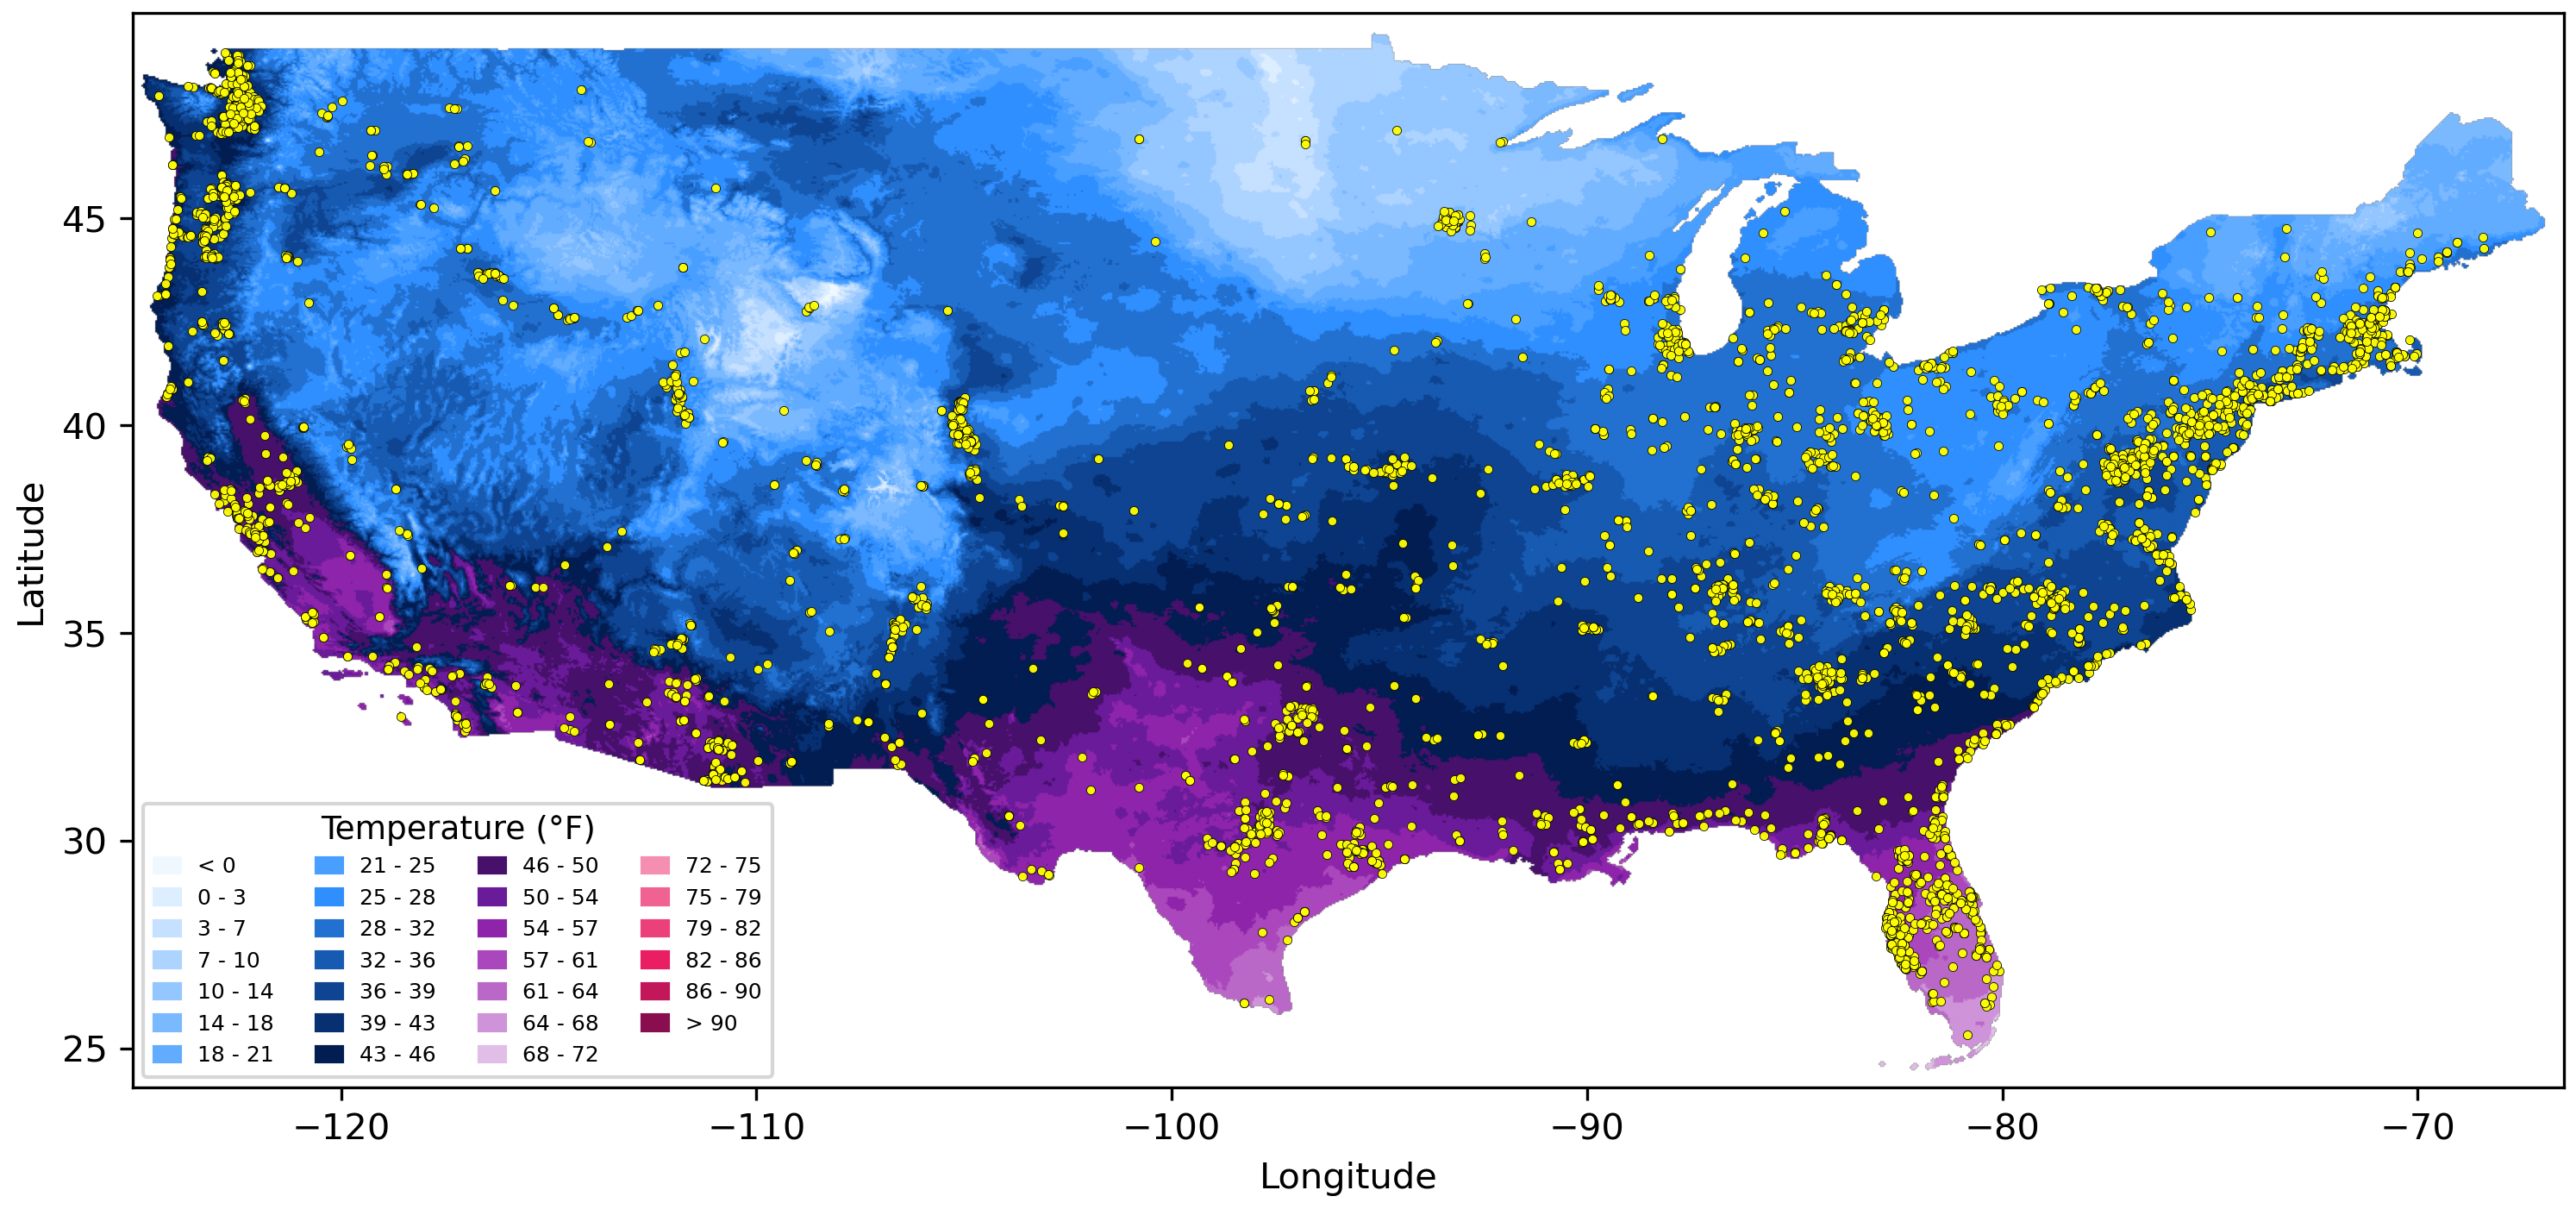 45
40
35
30
25
Latitude
Temperature (°F)
< 0
0 - 3
3 - 7
7 - 10
10 - 14
14 - 18
18 - 21
21 - 25
25 - 28
28 - 32
32 - 36
36 - 39
39 - 43
43 - 46
46 - 50
50 - 54
54 - 57
57 - 61
61 - 64
64 - 68
68 - 72
72 - 75
75 - 79
79 - 82
82 - 86
86 - 90
> 90
−120 −110 −100 −90 −80 −70
Longitude